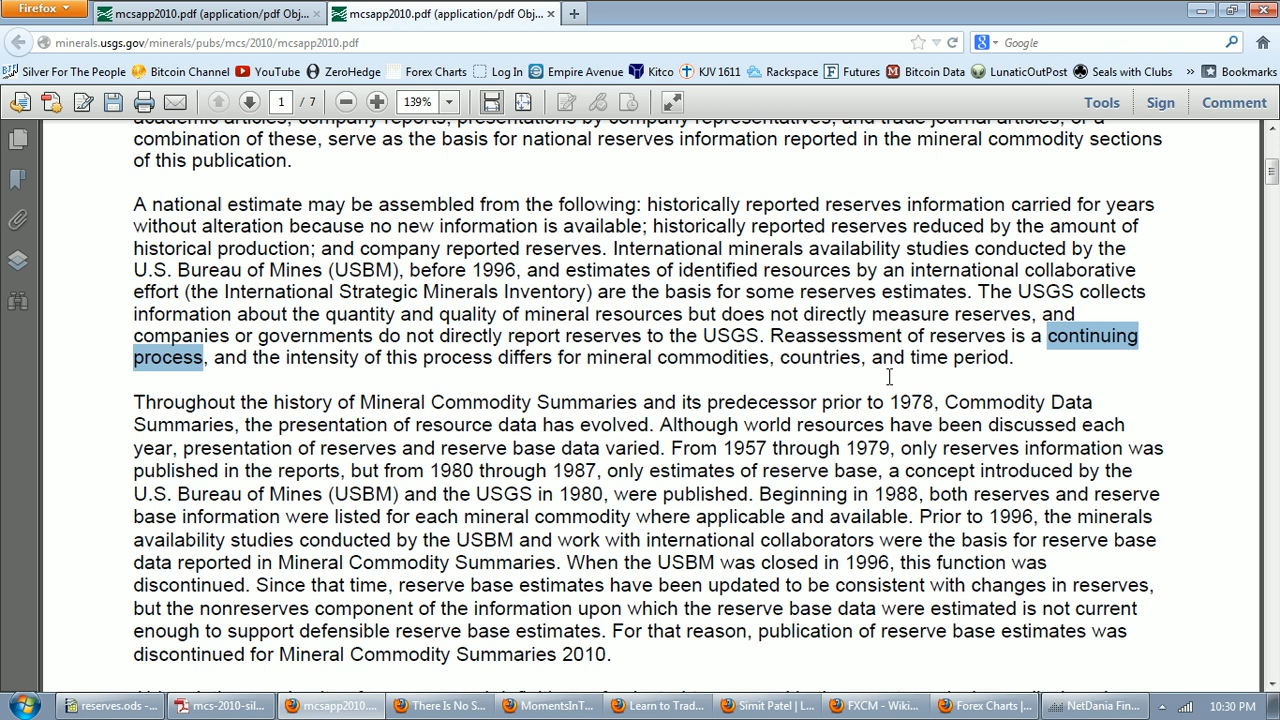 Firefox
mcsapp2010.pdf (application/pdf Obj...
mcsapp2010.pdf (application/pdf Obj...
minerals.usgs.gov/minerals/pubs/mcs/2010/mcsapp2010.pdf
Google
Silver For The People
Bitcoin Channel
YouTube
ZeroHedge
Forex Charts
Log In
Empire Avenue
Kitco
KJV 1611
Rackspace
Futures
Bitcoin Data
LunaticOutPost
Seals with Clubs
»
Bookmarks
1 / 7
139%
Tools
Sign
Comment
academic articles, company reports, presentations by company representatives, and trade journal articles, or a
combination of these, serve as the basis for national reserves information reported in the mineral commodity sections
of this publication.
A national estimate may be assembled from the following: historically reported reserves information carried for years
without alteration because no new information is available; historically reported reserves reduced by the amount of
historical production; and company reported reserves. International minerals availability studies conducted by the
U.S. Bureau of Mines (USBM), before 1996, and estimates of identified resources by an international collaborative
effort (the International Strategic Minerals Inventory) are the basis for some reserves estimates. The USGS collects
information about the quantity and quality of mineral resources but does not directly measure reserves, and
companies or governments do not directly report reserves to the USGS. Reassessment of reserves is a continuing
process, and the intensity of this process differs for mineral commodities, countries, and time period.
Throughout the history of Mineral Commodity Summaries and its predecessor prior to 1978, Commodity Data
Summaries, the presentation of resource data has evolved. Although world resources have been discussed each
year, presentation of reserves and reserve base data varied. From 1957 through 1979, only reserves information was
published in the reports, but from 1980 through 1987, only estimates of reserve base, a concept introduced by the
U.S. Bureau of Mines (USBM) and the USGS in 1980, were published. Beginning in 1988, both reserves and reserve
base information were listed for each mineral commodity where applicable and available. Prior to 1996, the minerals
availability studies conducted by the USBM and work with international collaborators were the basis for reserve base
data reported in Mineral Commodity Summaries. When the USBM was closed in 1996, this function was
discontinued. Since that time, reserve base estimates have been updated to be consistent with changes in reserves,
but the nonreserves component of the information upon which the reserve base data were estimated is not current
enough to support defensible reserve base estimates. For that reason, publication of reserve base estimates was
discontinued for Mineral Commodity Summaries 2010.
reserves.ods -...
mcs-2010-sil...
mcsapp2010....
There Is No S...
MomentsInT...
Learn to Trad...
Simit Patel | L...
FXCM - Wiki...
Forex Charts |...
NetDania Fin...
10:30 PM